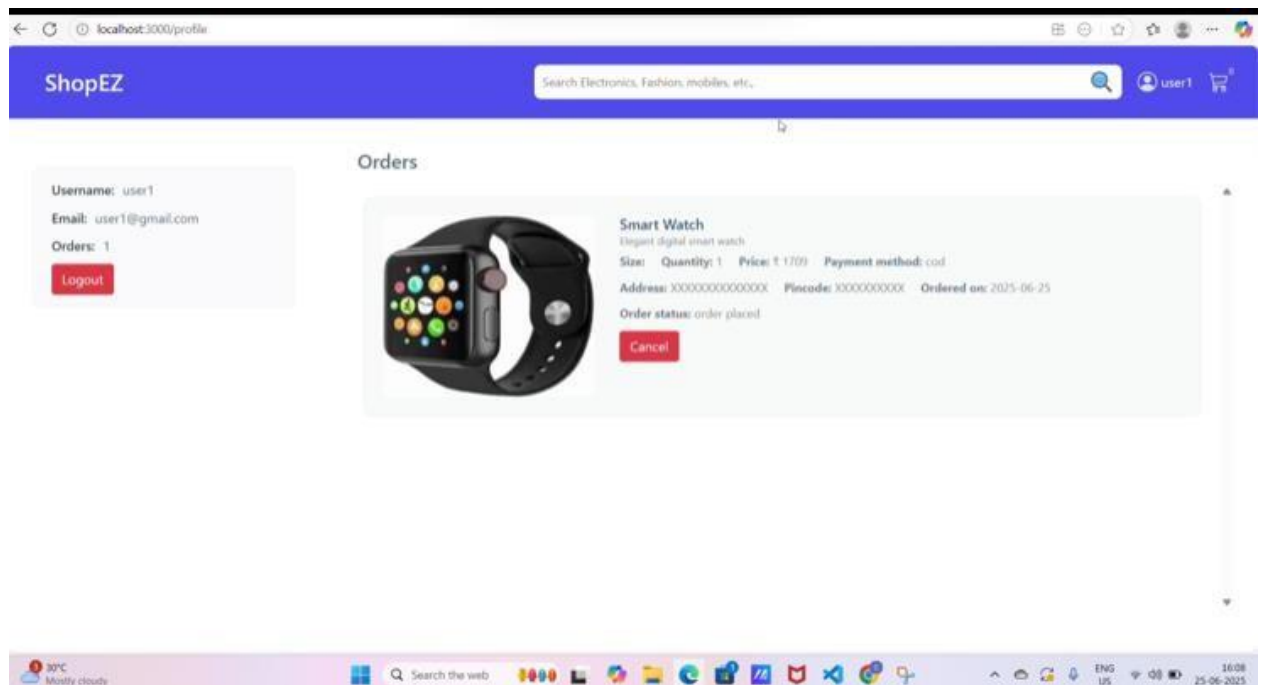 localhost:3000/profile
ShopEZ
Search Electronics, Fashion, mobiles, etc.,
user1
0
Orders
Username: user1
Email: user1@gmail.com
Orders: 1
Logout
Smart Watch
Elegant digital smart watch
Size: Quantity: 1 Price: ₹ 1709 Payment method: cod
Address: XXXXXXXXXXXXXX Pincode: XXXXXXXXXX Ordered on: 2025-06-25
Order status: order placed
Cancel
30°C
Mostly cloudy
Search the web
ENG
US
16:08
25-06-2025